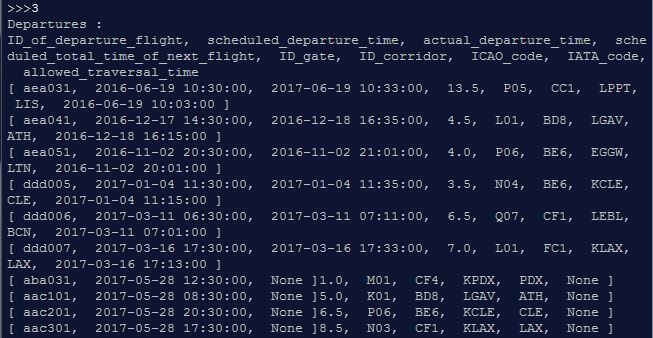 >>>3
Departures :
ID_of_departure_flight,  scheduled_departure_time,  actual_departure_time,  sche
duled_total_time_of_next_flight,  ID_gate,  ID_corridor,  ICAO_code,  IATA_code,
  allowed_traversal_time
[ aea031,  2016-06-19 10:30:00,  2017-06-19 10:33:00,  13.5,  P05,  CC1,  LPPT,
 LIS,  2016-06-19 10:03:00 ]
[ aea041,  2016-12-17 14:30:00,  2016-12-18 16:35:00,  4.5,  L01,  BD8,  LGAV,
ATH,  2016-12-18 16:15:00 ]
[ aea051,  2016-11-02 20:30:00,  2016-11-02 21:01:00,  4.0,  P06,  BE6,  EGGW,
LTN,  2016-11-02 20:01:00 ]
[ ddd005,  2017-01-04 11:30:00,  2017-01-04 11:35:00,  3.5,  N04,  BE6,  KCLE,
CLE,  2017-01-04 11:15:00 ]
[ ddd006,  2017-03-11 06:30:00,  2017-03-11 07:11:00,  6.5,  Q07,  CF1,  LEBL,
BCN,  2017-03-11 07:01:00 ]
[ ddd007,  2017-03-16 17:30:00,  2017-03-16 17:33:00,  7.0,  L01,  FC1,  KLAX,
LAX,  2017-03-16 17:13:00 ]
[ aba031,  2017-05-28 12:30:00,  None ]1.0,  M01,  CF4,  KPDX,  PDX,  None ]
[ aac101,  2017-05-28 08:30:00,  None ]5.0,  K01,  BD8,  LGAV,  ATH,  None ]
[ aac201,  2017-05-28 20:30:00,  None ]6.5,  P06,  BE6,  KCLE,  CLE,  None ]
[ aac301,  2017-05-28 17:30:00,  None ]8.5,  N03,  CF1,  KLAX,  LAX,  None ]